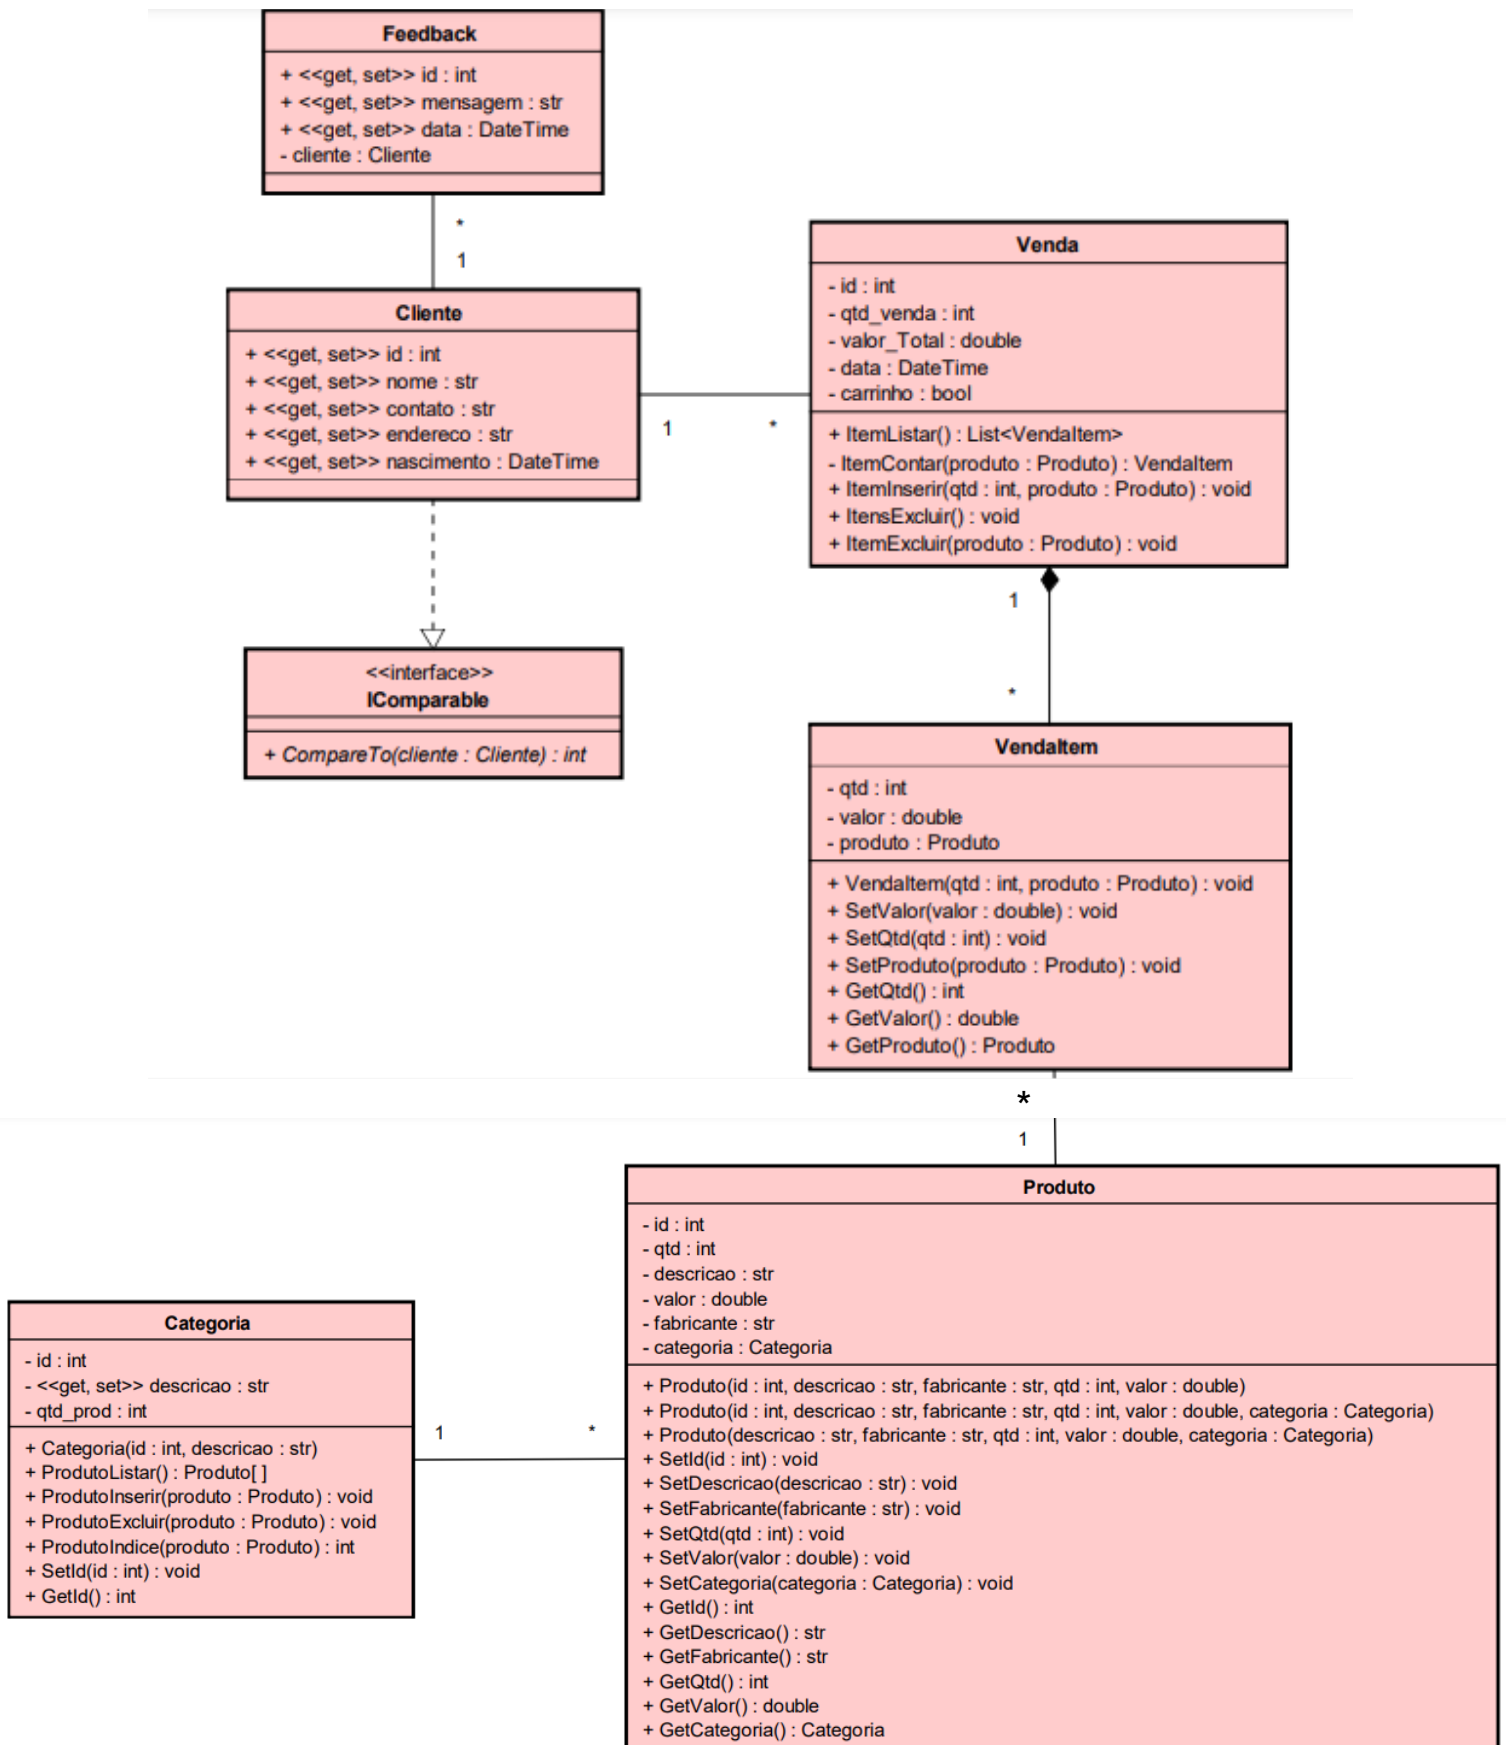 Feedback
+ <<get, set>> id : int
+ <<get, set>> mensagem : str
+ <<get, set>> data : DateTime
- cliente : Cliente
*
1
Cliente
+ <<get, set>> id : int
+ <<get, set>> nome : str
+ <<get, set>> contato : str
+ <<get, set>> endereco : str
+ <<get, set>> nascimento : DateTime
1
*
Venda
- id : int
- qtd_venda : int
- valor_Total : double
- data : DateTime
- carrinho : bool
+ ItemListar() : List<VendaItem>
- ItemContar(produto : Produto) : VendaItem
+ ItemInserir(qtd : int, produto : Produto) : void
+ ItensExcluir() : void
+ ItemExcluir(produto : Produto) : void
<<interface>>
IComparable
+ CompareTo(cliente : Cliente) : int
1
*
VendaItem
- qtd : int
- valor : double
- produto : Produto
+ VendaItem(qtd : int, produto : Produto) : void
+ SetValor(valor : double) : void
+ SetQtd(qtd : int) : void
+ SetProduto(produto : Produto) : void
+ GetQtd() : int
+ GetValor() : double
+ GetProduto() : Produto
*
1
Produto
- id : int
- qtd : int
- descricao : str
- valor : double
- fabricante : str
- categoria : Categoria
+ Produto(id : int, descricao : str, fabricante : str, qtd : int, valor : double)
+ Produto(id : int, descricao : str, fabricante : str, qtd : int, valor : double, categoria : Categoria)
+ Produto(descricao : str, fabricante : str, qtd : int, valor : double, categoria : Categoria)
+ SetId(id : int) : void
+ SetDescricao(descricao : str) : void
+ SetFabricante(fabricante : str) : void
+ SetQtd(qtd : int) : void
+ SetValor(valor : double) : void
+ SetCategoria(categoria : Categoria) : void
+ GetId() : int
+ GetDescricao() : str
+ GetFabricante() : str
+ GetQtd() : int
+ GetValor() : double
+ GetCategoria() : Categoria
Categoria
- id : int
- <<get, set>> descricao : str
- qtd_prod : int
+ Categoria(id : int, descricao : str)
+ ProdutoListar() : Produto[ ]
+ ProdutoInserir(produto : Produto) : void
+ ProdutoExcluir(produto : Produto) : void
+ ProdutoIndice(produto : Produto) : int
+ SetId(id : int) : void
+ GetId() : int
1
*